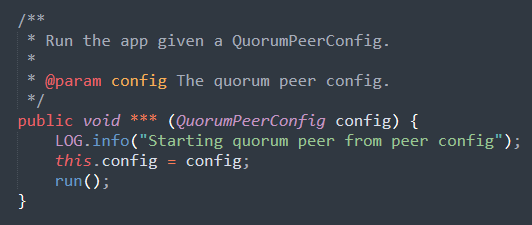 /**
 * Run the app given a QuorumPeerConfig.
 *
 * @param config The quorum peer config.
 */
public void *** (QuorumPeerConfig config) {
    LOG.info("Starting quorum peer from peer config");
    this.config = config;
    run();
}